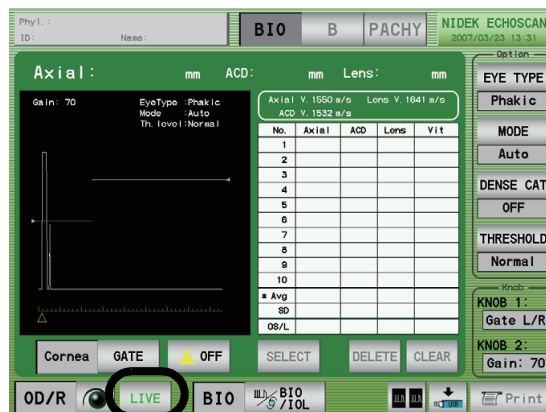 Phy1. :
ID: Name:
BIO B PACHY NIDEK ECHOSCAN
2007/03/23 13:31
Axial: mm ACD: mm Lens: mm
Gain: 70 EyeType :Phakic
Mode :Auto
Th. level:Normal
Axial V. 1550 m/s Lens V. 1641 m/s
ACD V. 1532 m/s
No. Axial ACD Lens Vit
1
2
3
4
5
6
7
8
9
10
* Avg
SD
OS/L
Option
EYE TYPE
Phakic
MODE
Auto
DENSE CAT
OFF
THRESHOLD
Normal
Knob
KNOB 1:
Gate L/R
KNOB 2:
Gain: 70
Cornea GATE OFF SELECT DELETE CLEAR
OD/R LIVE BIO BIO/IOL USB Print